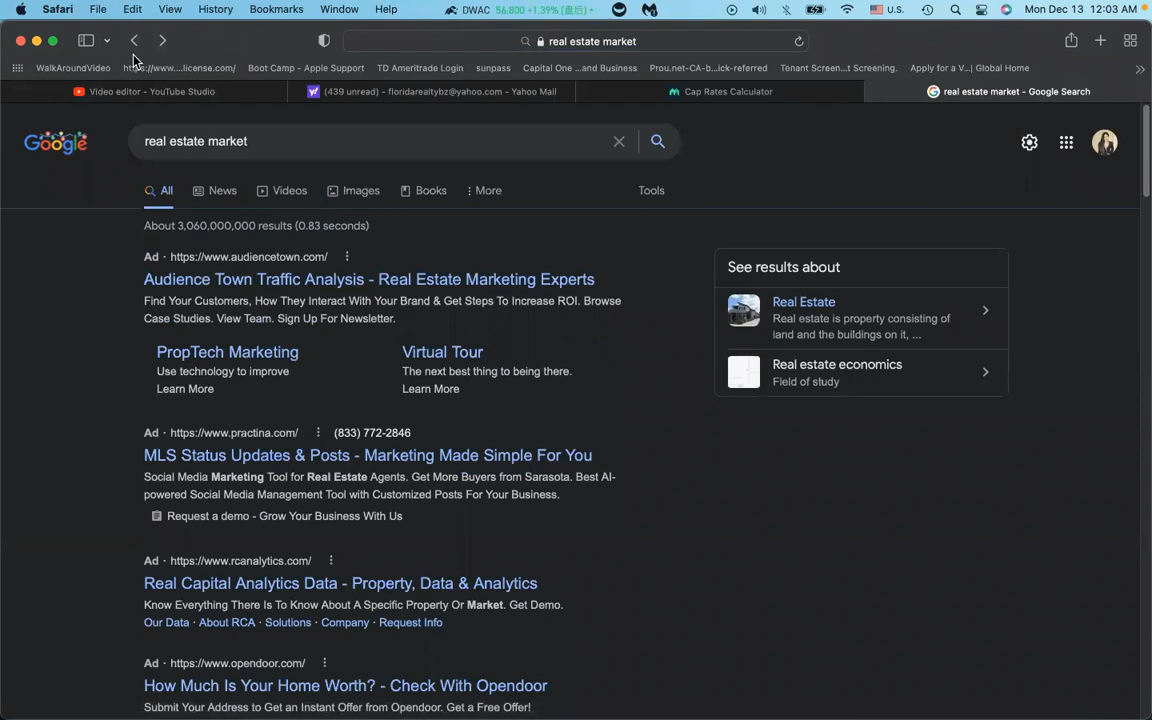 Safari File Edit View History Bookmarks Window Help DWAC 56.800 +1.39% (盘后) U.S. Mon Dec 13 12:03 AM
real estate market
WalkAroundVideo https://www....license.com/ Boot Camp - Apple Support TD Ameritrade Login sunpass Capital One ...and Business Prou.net-CA-b...ick-referred Tenant Screen...t Screening. Apply for a V...| Global Home
Video editor - YouTube Studio (439 unread) - floridarealtybz@yahoo.com - Yahoo Mail Cap Rates Calculator real estate market - Google Search
Google real estate market
All News Videos Images Books More Tools
About 3,060,000,000 results (0.83 seconds)
Ad · https://www.audiencetown.com/
Audience Town Traffic Analysis - Real Estate Marketing Experts
Find Your Customers, How They Interact With Your Brand & Get Steps To Increase ROI. Browse
Case Studies. View Team. Sign Up For Newsletter.
PropTech Marketing
Use technology to improve
Learn More
Virtual Tour
The next best thing to being there.
Learn More
Ad · https://www.practina.com/ (833) 772-2846
MLS Status Updates & Posts - Marketing Made Simple For You
Social Media Marketing Tool for Real Estate Agents. Get More Buyers from Sarasota. Best AI-
powered Social Media Management Tool with Customized Posts For Your Business.
Request a demo - Grow Your Business With Us
Ad · https://www.rcanalytics.com/
Real Capital Analytics Data - Property, Data & Analytics
Know Everything There Is To Know About A Specific Property Or Market. Get Demo.
Our Data · About RCA · Solutions · Company · Request Info
Ad · https://www.opendoor.com/
How Much Is Your Home Worth? - Check With Opendoor
Submit Your Address to Get an Instant Offer from Opendoor. Get a Free Offer!
See results about
Real Estate
Real estate is property consisting of
land and the buildings on it, ...
Real estate economics
Field of study